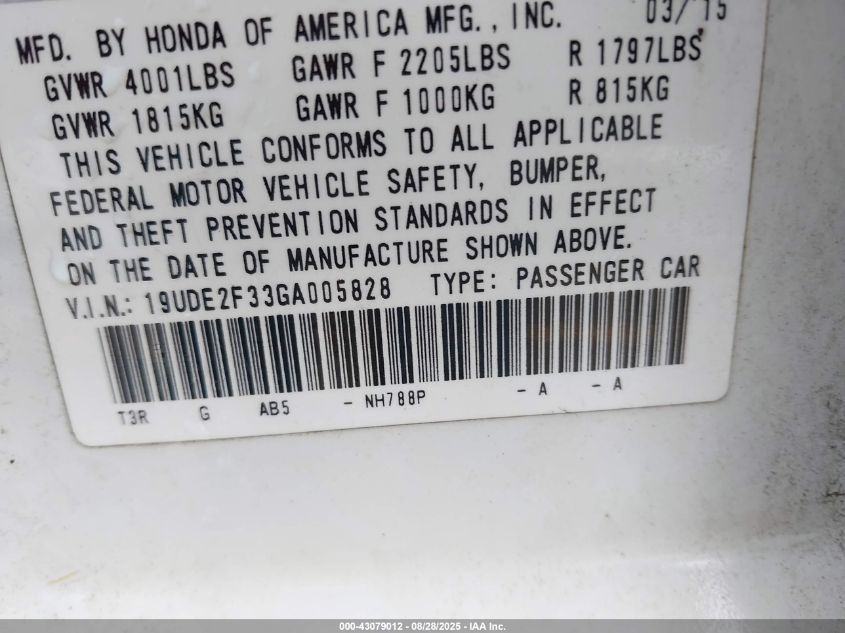 MFD. BY HONDA OF AMERICA MFG., INC. 03/15
GVWR 4001LBS GAWR F 2205LBS R 1797LBS
GVWR 1815KG GAWR F 1000KG R 815KG
THIS VEHICLE CONFORMS TO ALL APPLICABLE
FEDERAL MOTOR VEHICLE SAFETY, BUMPER,
AND THEFT PREVENTION STANDARDS IN EFFECT
ON THE DATE OF MANUFACTURE SHOWN ABOVE.
V.I.N.: 19UDE2F33GA005828 TYPE: PASSENGER CAR
T3R G AB5 - NH788P - A - A
000-43079012 - 08/28/2025 - IAA Inc.